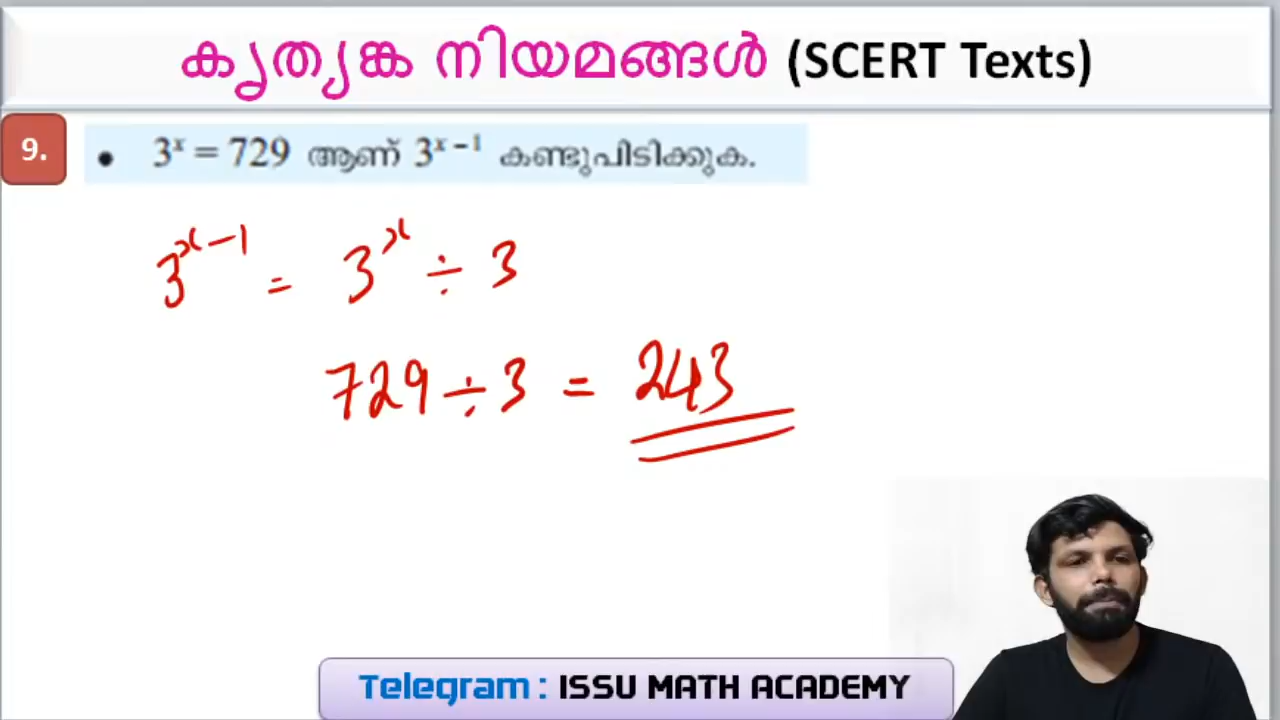 കൃത്യങ്ക നിയമങ്ങൾ (SCERT Texts)
9. • 3ˣ = 729 ആണ് 3ˣ⁻¹ കണ്ടുപിടിക്കുക.
3ˣ⁻¹ = 3ˣ ÷ 3
729 ÷ 3 = 243
Telegram : ISSU MATH ACADEMY